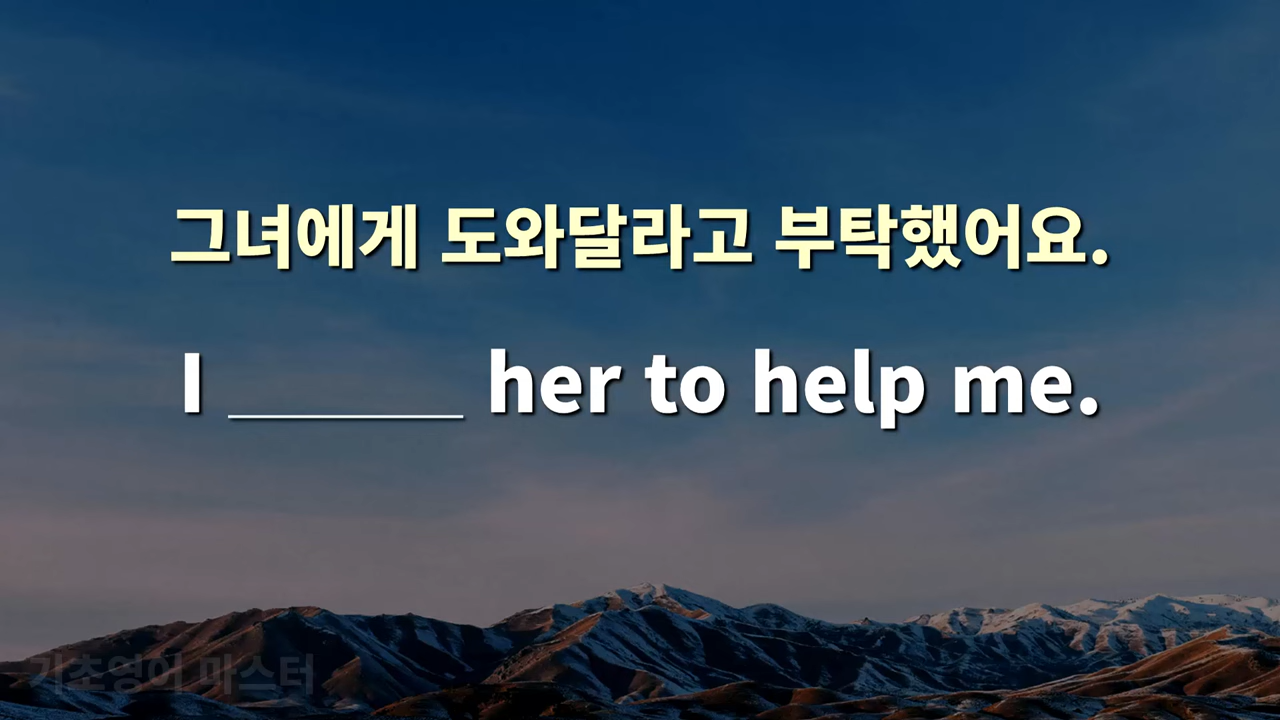 그녀에게 도와달라고 부탁했어요.
I ______ her to help me.
기초영어 마스터